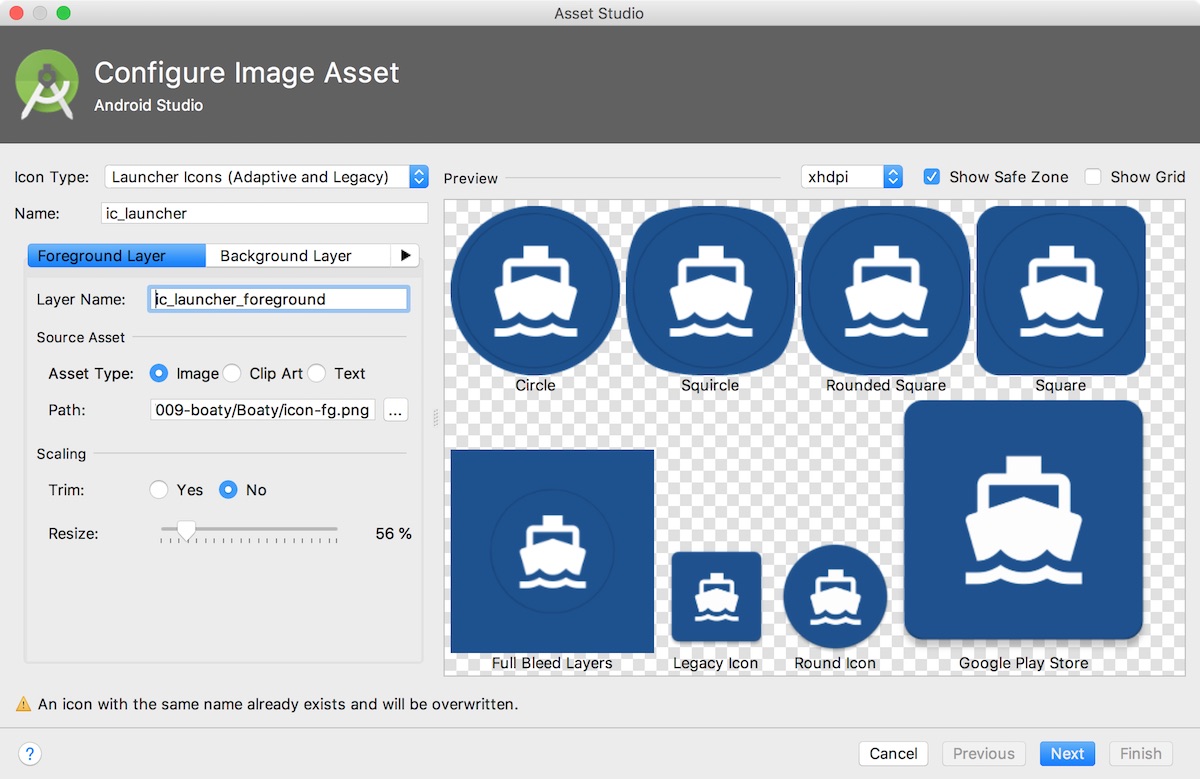 Asset Studio
Configure Image Asset
Android Studio
Icon Type: Launcher Icons (Adaptive and Legacy)
Name: ic_launcher
Foreground Layer Background Layer
Layer Name: ic_launcher_foreground
Source Asset
Asset Type: Image Clip Art Text
Path: 009-boaty/Boaty/icon-fg.png ...
Scaling
Trim: Yes No
Resize: 56 %
Preview xhdpi Show Safe Zone Show Grid
Circle Squircle Rounded Square Square
Full Bleed Layers Legacy Icon Round Icon Google Play Store
An icon with the same name already exists and will be overwritten.
? Cancel Previous Next Finish